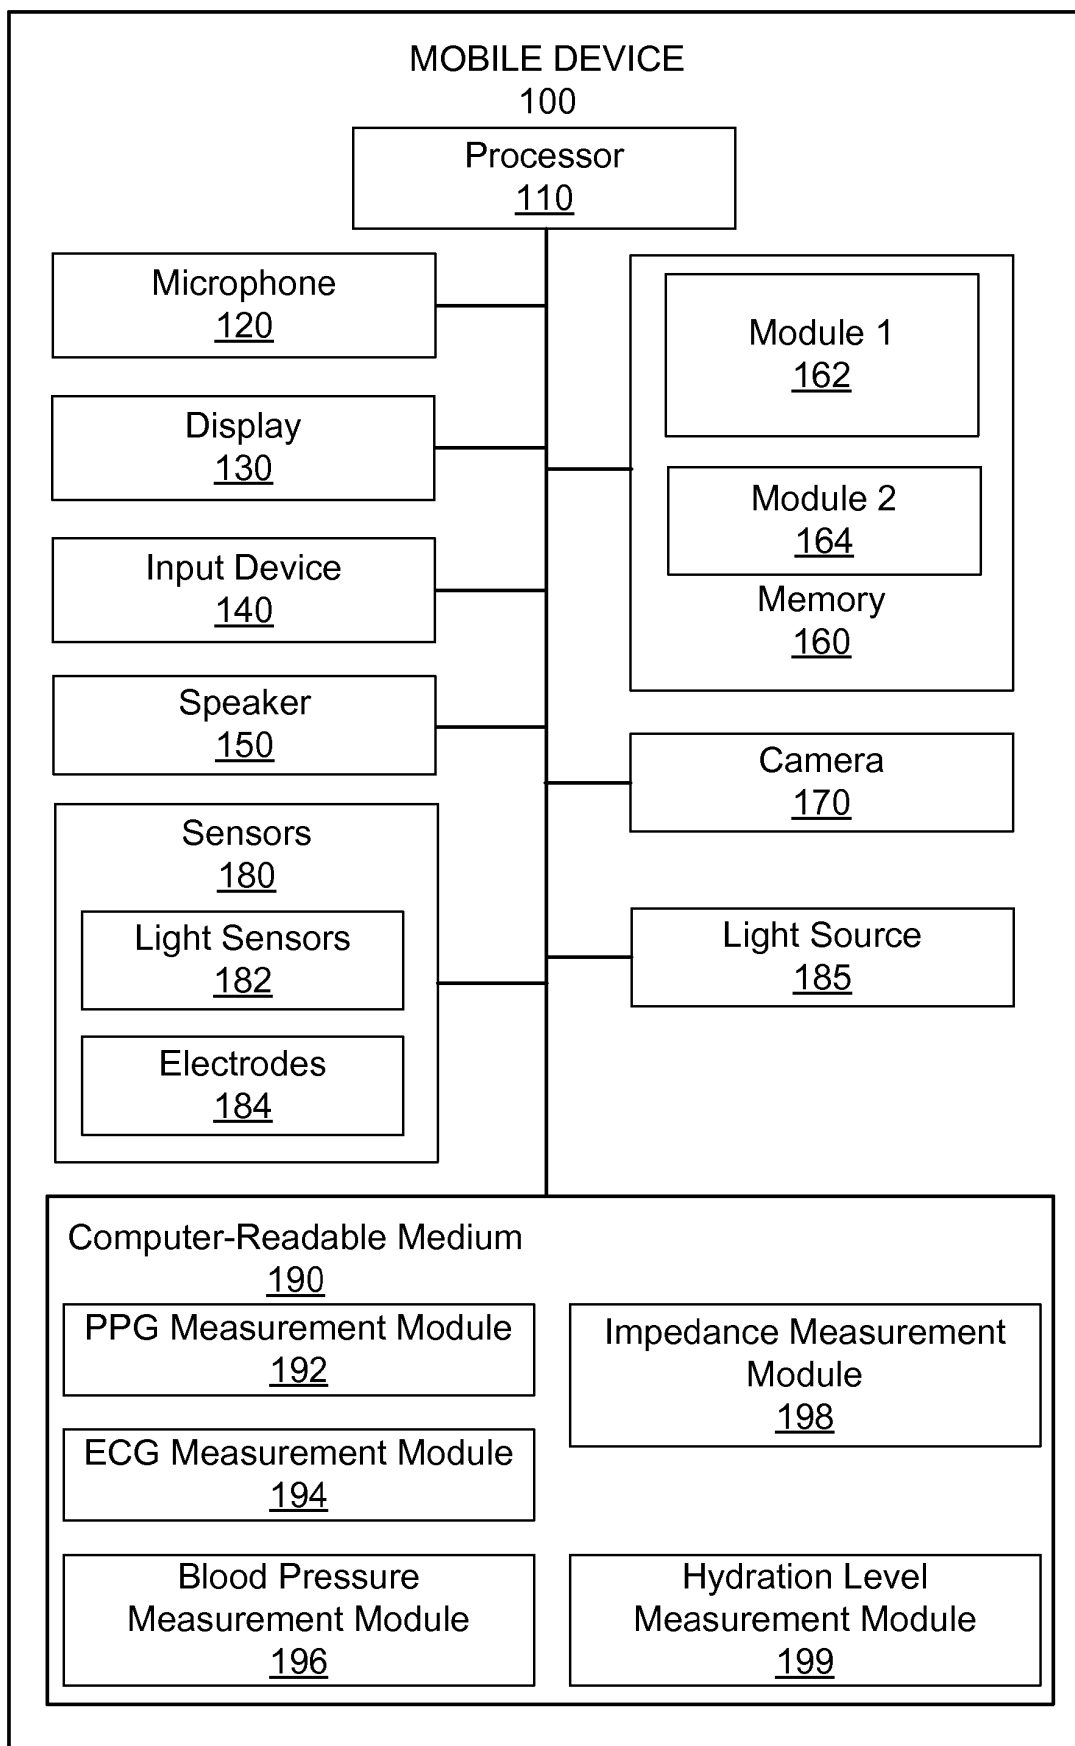 MOBILE DEVICE
100
Processor
110
Microphone
120
Display
130
Input Device
140
Speaker
150
Sensors
180
Light Sensors
182
Electrodes
184
Module 1
162
Module 2
164
Memory
160
Camera
170
Light Source
185
Computer-Readable Medium
190
PPG Measurement Module
192
ECG Measurement Module
194
Blood Pressure
Measurement Module
196
Impedance Measurement
Module
198
Hydration Level
Measurement Module
199